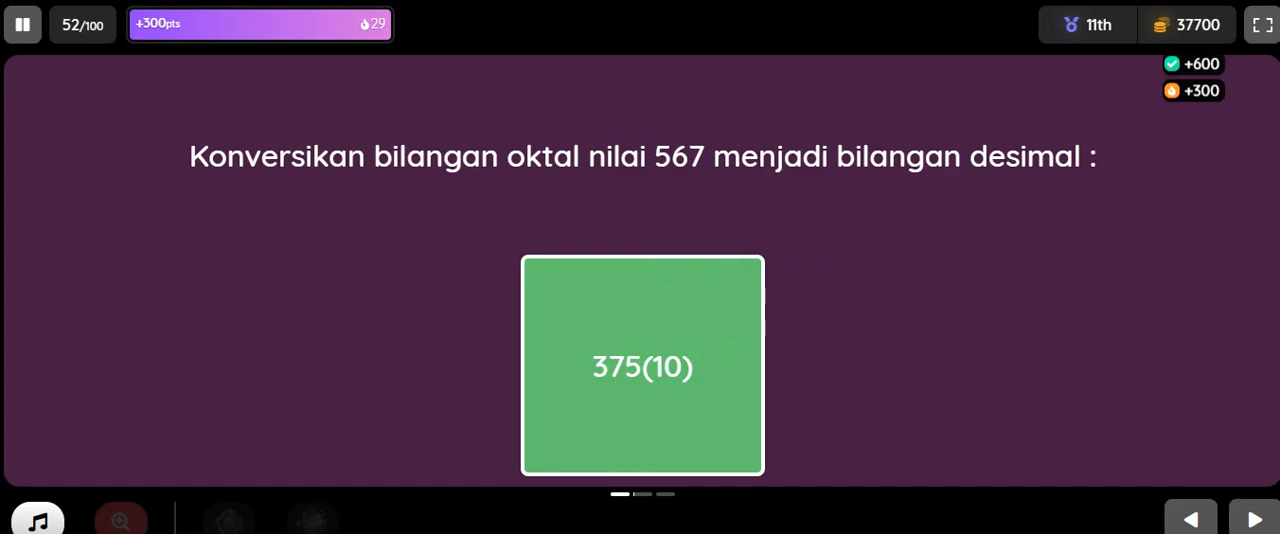 52/100
+300pts
29
11th
37700
+600
+300
Konversikan bilangan oktal nilai 567 menjadi bilangan desimal :
375(10)